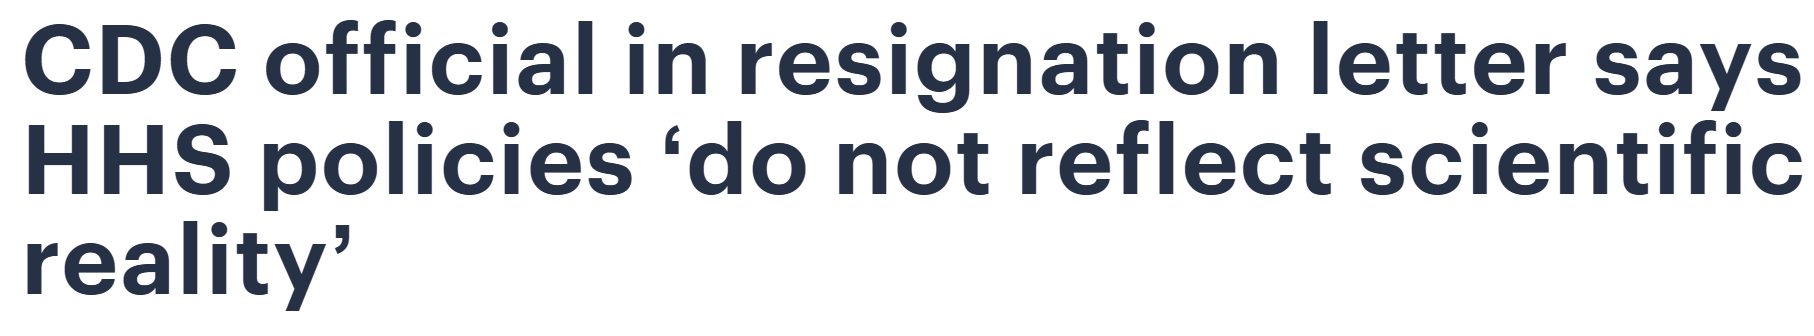 CDC official in resignation letter says
HHS policies ‘do not reflect scientific
reality’